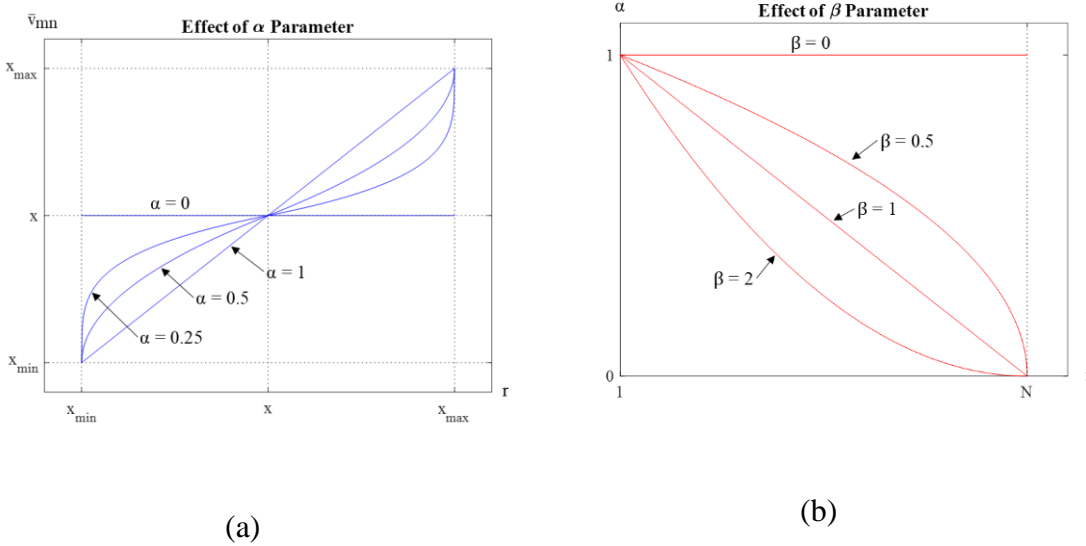 v̄mn
Effect of α Parameter
xmax
α = 0
x
α = 1
α = 0.5
α = 0.25
xmin
r
xmin
x
xmax
(a)
α
Effect of β Parameter
β = 0
1
β = 0.5
β = 1
β = 2
0
1
N
(b)